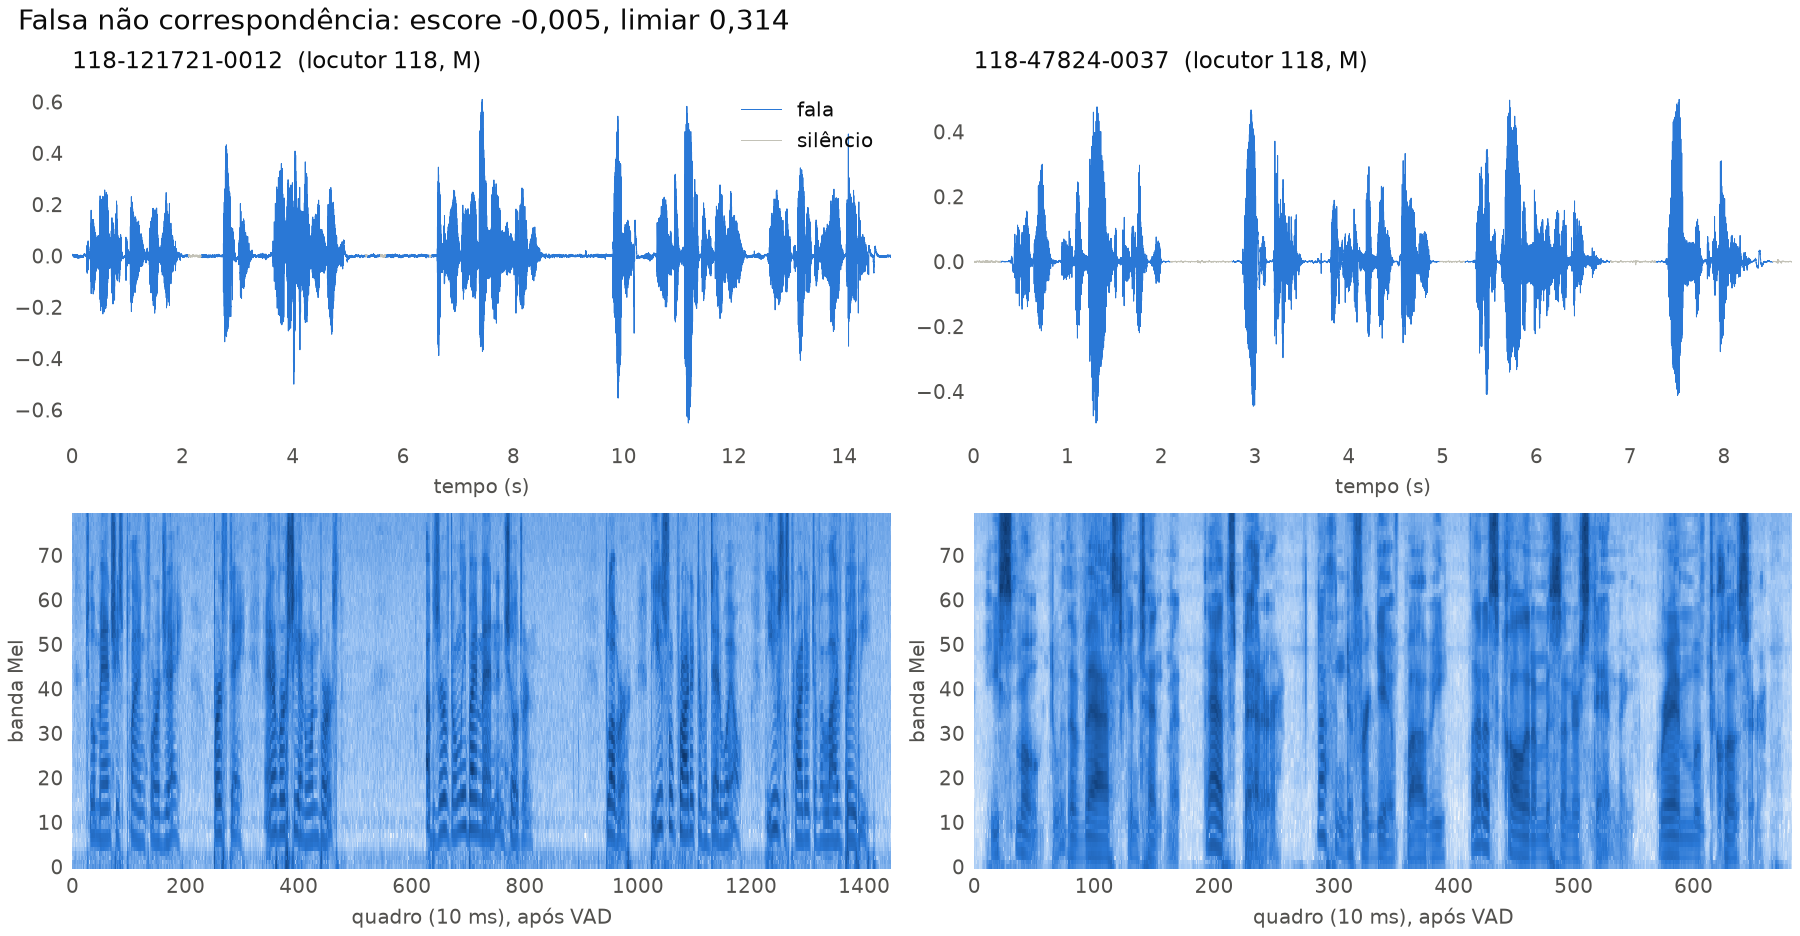 Falsa não correspondência: escore -0,005, limiar 0,314
118-121721-0012  (locutor 118, M)
fala
silêncio
0.6
0.4
0.2
0.0
−0.2
−0.4
−0.6
0 2 4 6 8 10 12 14
tempo (s)
118-47824-0037  (locutor 118, M)
0.4
0.2
0.0
−0.2
−0.4
0 1 2 3 4 5 6 7 8
tempo (s)
banda Mel
70
60
50
40
30
20
10
0
0 200 400 600 800 1000 1200 1400
quadro (10 ms), após VAD
banda Mel
70
60
50
40
30
20
10
0
0 100 200 300 400 500 600
quadro (10 ms), após VAD